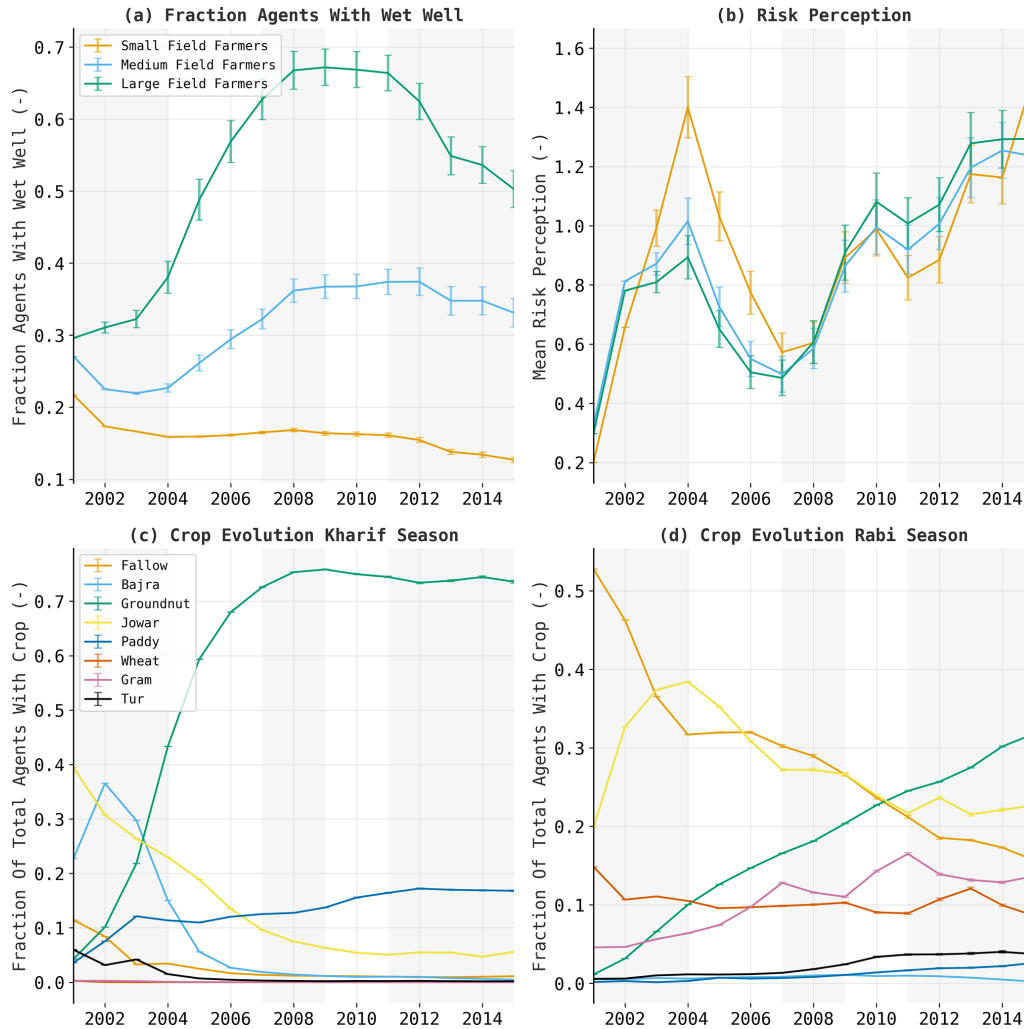 (a) Fraction Agents With Wet Well
Fraction Agents With Wet Well (-)
0.7
0.6
0.5
0.4
0.3
0.2
0.1
Small Field Farmers
Medium Field Farmers
Large Field Farmers
2002 2004 2006 2008 2010 2012 2014
(b) Risk Perception
Mean Risk Perception (-)
1.6
1.4
1.2
1.0
0.8
0.6
0.4
0.2
2002 2004 2006 2008 2010 2012 2014
(c) Crop Evolution Kharif Season
Fraction Of Total Agents With Crop (-)
0.7
0.6
0.5
0.4
0.3
0.2
0.1
0.0
Fallow
Bajra
Groundnut
Jowar
Paddy
Wheat
Gram
Tur
2002 2004 2006 2008 2010 2012 2014
(d) Crop Evolution Rabi Season
Fraction Of Total Agents With Crop (-)
0.5
0.4
0.3
0.2
0.1
0.0
2002 2004 2006 2008 2010 2012 2014